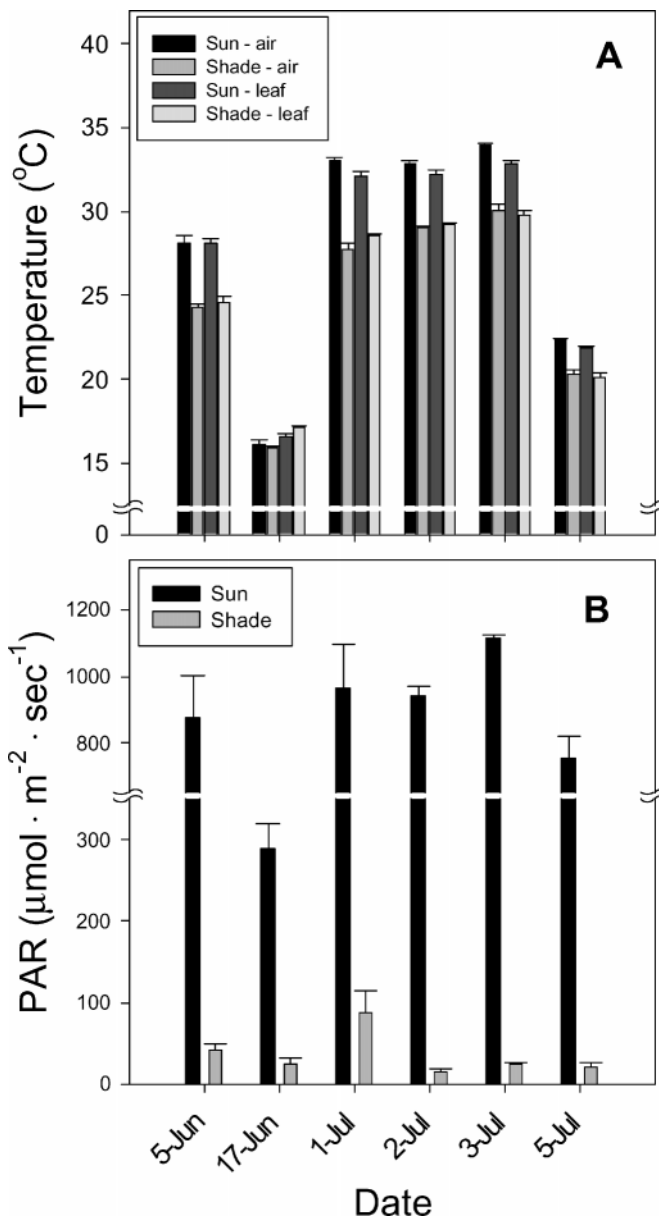 A
Sun - air
Shade - air
Sun - leaf
Shade - leaf
Temperature (°C)
40
35
30
25
20
15
0
B
Sun
Shade
PAR (μmol · m⁻² · sec⁻¹)
1200
1000
800
300
200
100
0
5-Jun
17-Jun
1-Jul
2-Jul
3-Jul
5-Jul
Date